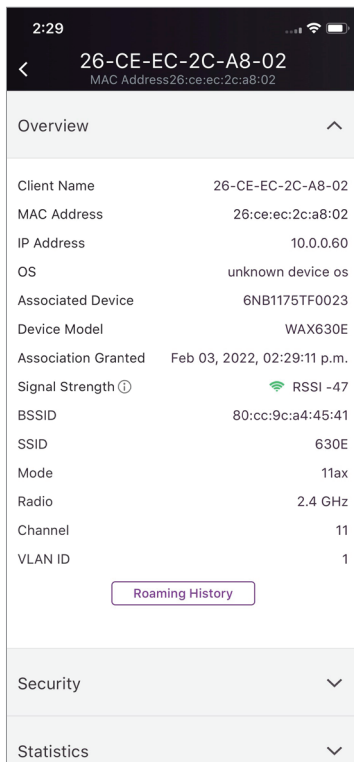 2:29
26-CE-EC-2C-A8-02
MAC Address26:ce:ec:2c:a8:02
Overview
Client Name 26-CE-EC-2C-A8-02
MAC Address 26:ce:ec:2c:a8:02
IP Address 10.0.0.60
OS unknown device os
Associated Device 6NB1175TF0023
Device Model WAX630E
Association Granted Feb 03, 2022, 02:29:11 p.m.
Signal Strength RSSI -47
BSSID 80:cc:9c:a4:45:41
SSID 630E
Mode 11ax
Radio 2.4 GHz
Channel 11
VLAN ID 1
Roaming History
Security
Statistics